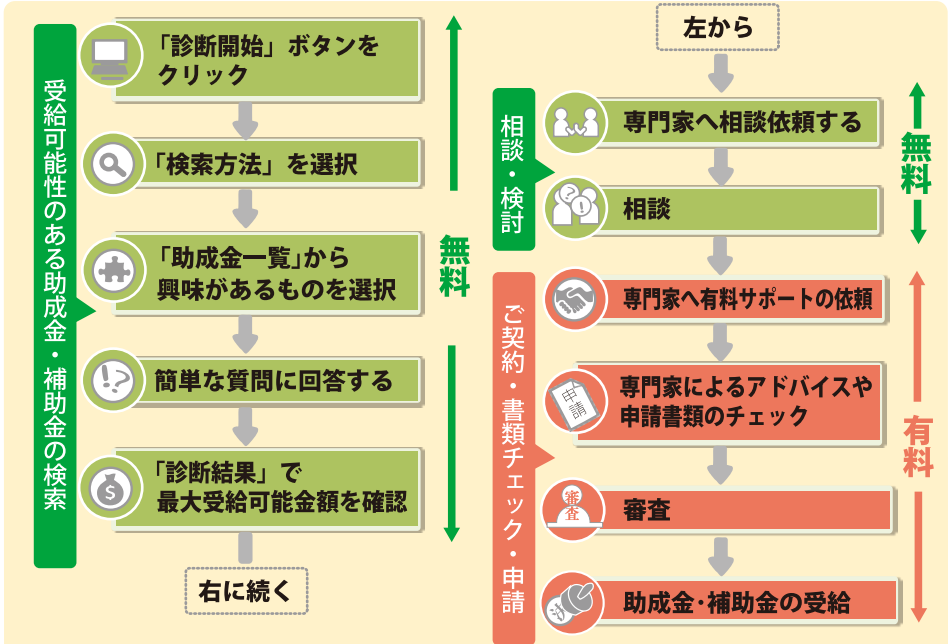 受給可能性のある助成金・補助金の検索
「診断開始」ボタンを
クリック
「検索方法」を選択
「助成金一覧」から
興味があるものを選択
簡単な質問に回答する
「診断結果」で
最大受給可能金額を確認
右に続く
無料
左から
相談・検討
専門家へ相談依頼する
相談
無料
ご契約・書類チェック・申請
専門家へ有料サポートの依頼
申請
専門家によるアドバイスや
申請書類のチェック
審査
審査
助成金・補助金の受給
有料